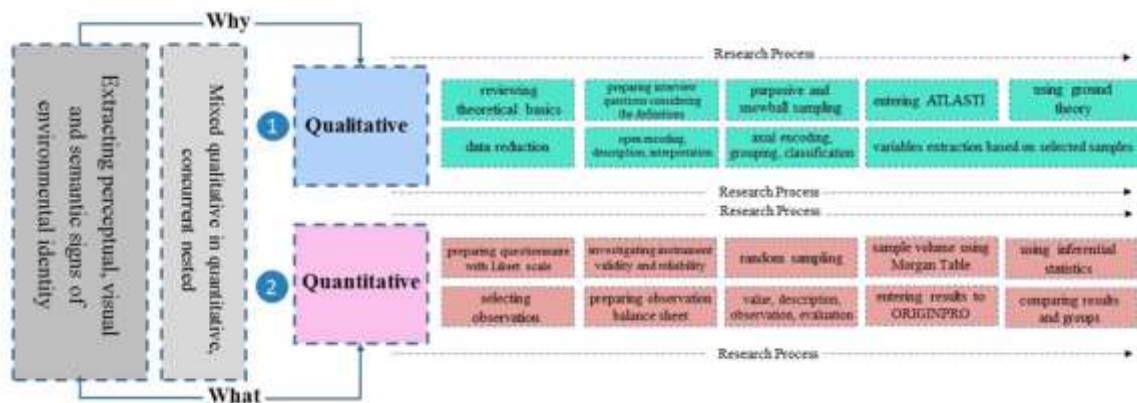 Why
Extracting perceptual, visual
and semantic signs of
environmental identity
Mixed qualitative in quantitative,
concurrent nested
What
1
Qualitative
Research Process
reviewing
theoretical basics
preparing interview
questions considering
the definitions
purposive and
snowball sampling
entering ATLASTI
using ground
theory
data reduction
open encoding,
description, interpretation
axial encoding,
grouping, classification
variables extraction based on selected samples
Research Process
2
Quantitative
Research Process
preparing questionnaire
with Likert scale
investigating instrument
validity and reliability
random sampling
sample volume using
Morgan Table
using inferential
statistics
selecting
observation
preparing observation
balance sheet
value, description,
observation, evaluation
entering results to
ORIGINPRO
comparing results
and groups
Research Process